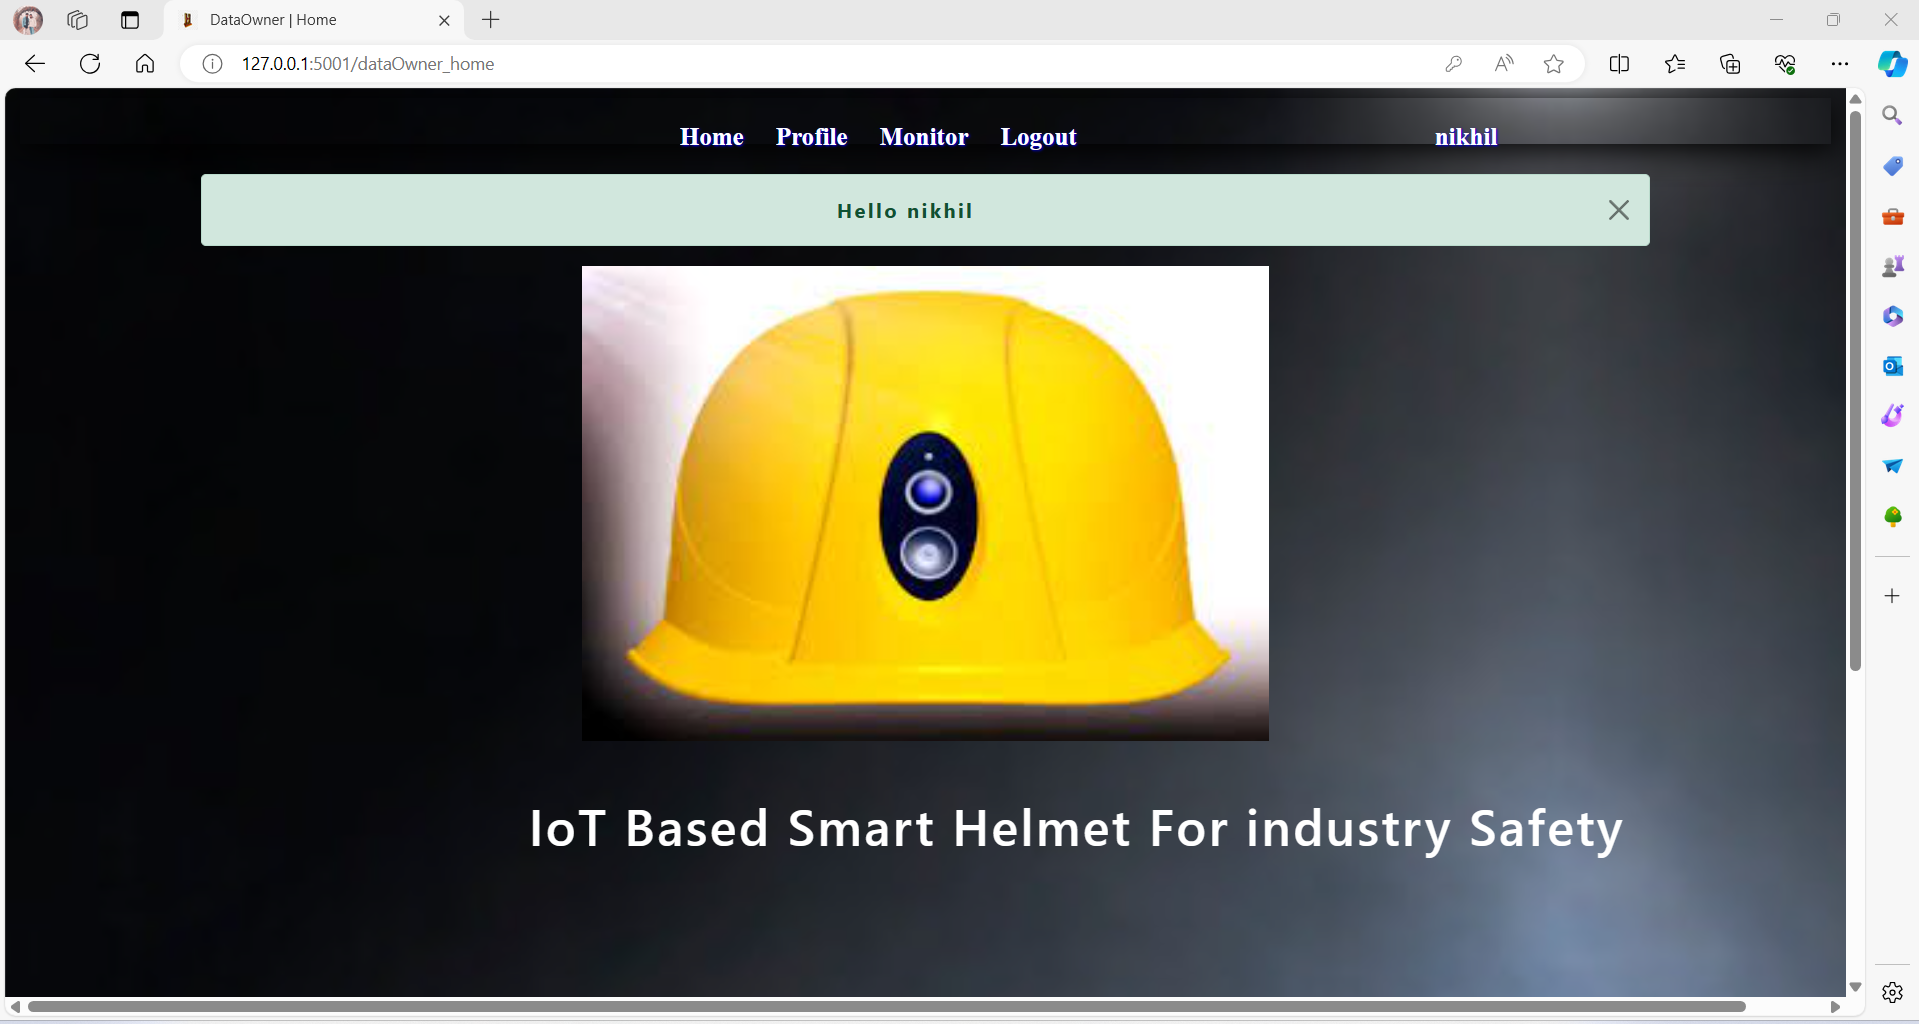 DataOwner | Home
127.0.0.1:5001/dataOwner_home
Home Profile Monitor Logout nikhil
Hello nikhil
IoT Based Smart Helmet For industry Safety